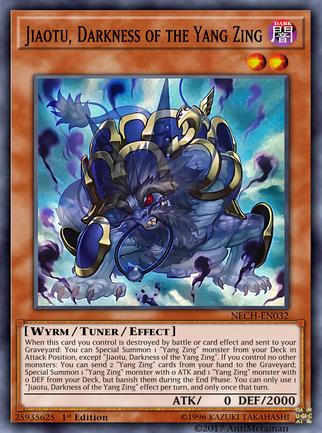 Jiaotu, Darkness of the Yang Zing
DARK
闇
NECH-EN032
[Wyrm / Tuner / Effect]
When this card you control is destroyed by battle or card effect and sent to
your Graveyard: You can Special Summon 1 "Yang Zing" monster from your Deck in
Attack Position, except "Jiaotu, Darkness of the Yang Zing". If you control no other
monsters: You can send 2 "Yang Zing" cards from your hand to the Graveyard;
Special Summon 1 "Yang Zing" monster with 0 ATK and 1 "Yang Zing" monster with
0 DEF from your Deck, but banish them during the End Phase. You can only use 1
"Jiaotu, Darkness of the Yang Zing" effect per turn, and only once that turn.
ATK/ 0 DEF/2000
25935625 1st Edition ©1996 KAZUKI TAKAHASHI
©2017 AntiMetaman